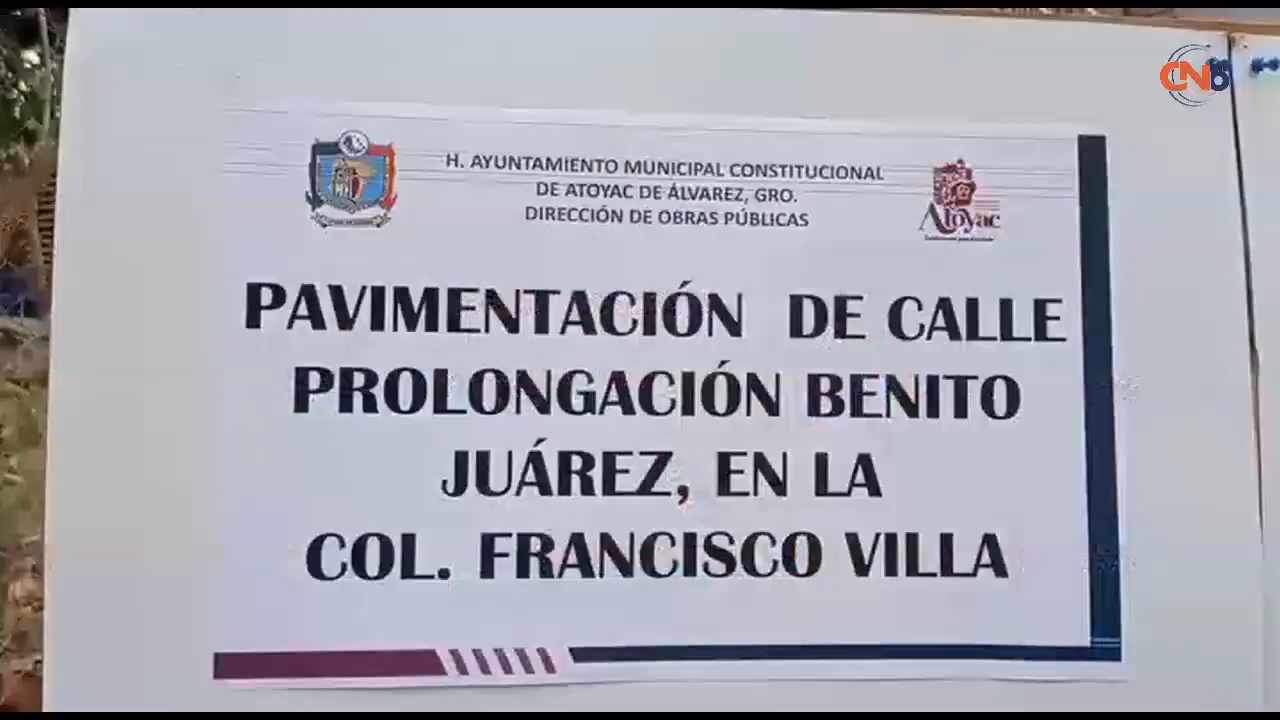 CN
H. AYUNTAMIENTO MUNICIPAL CONSTITUCIONAL
DE ATOYAC DE ÁLVAREZ, GRO.
DIRECCIÓN DE OBRAS PÚBLICAS
Atoyac
PAVIMENTACIÓN DE CALLE
PROLONGACIÓN BENITO
JUÁREZ, EN LA
COL. FRANCISCO VILLA